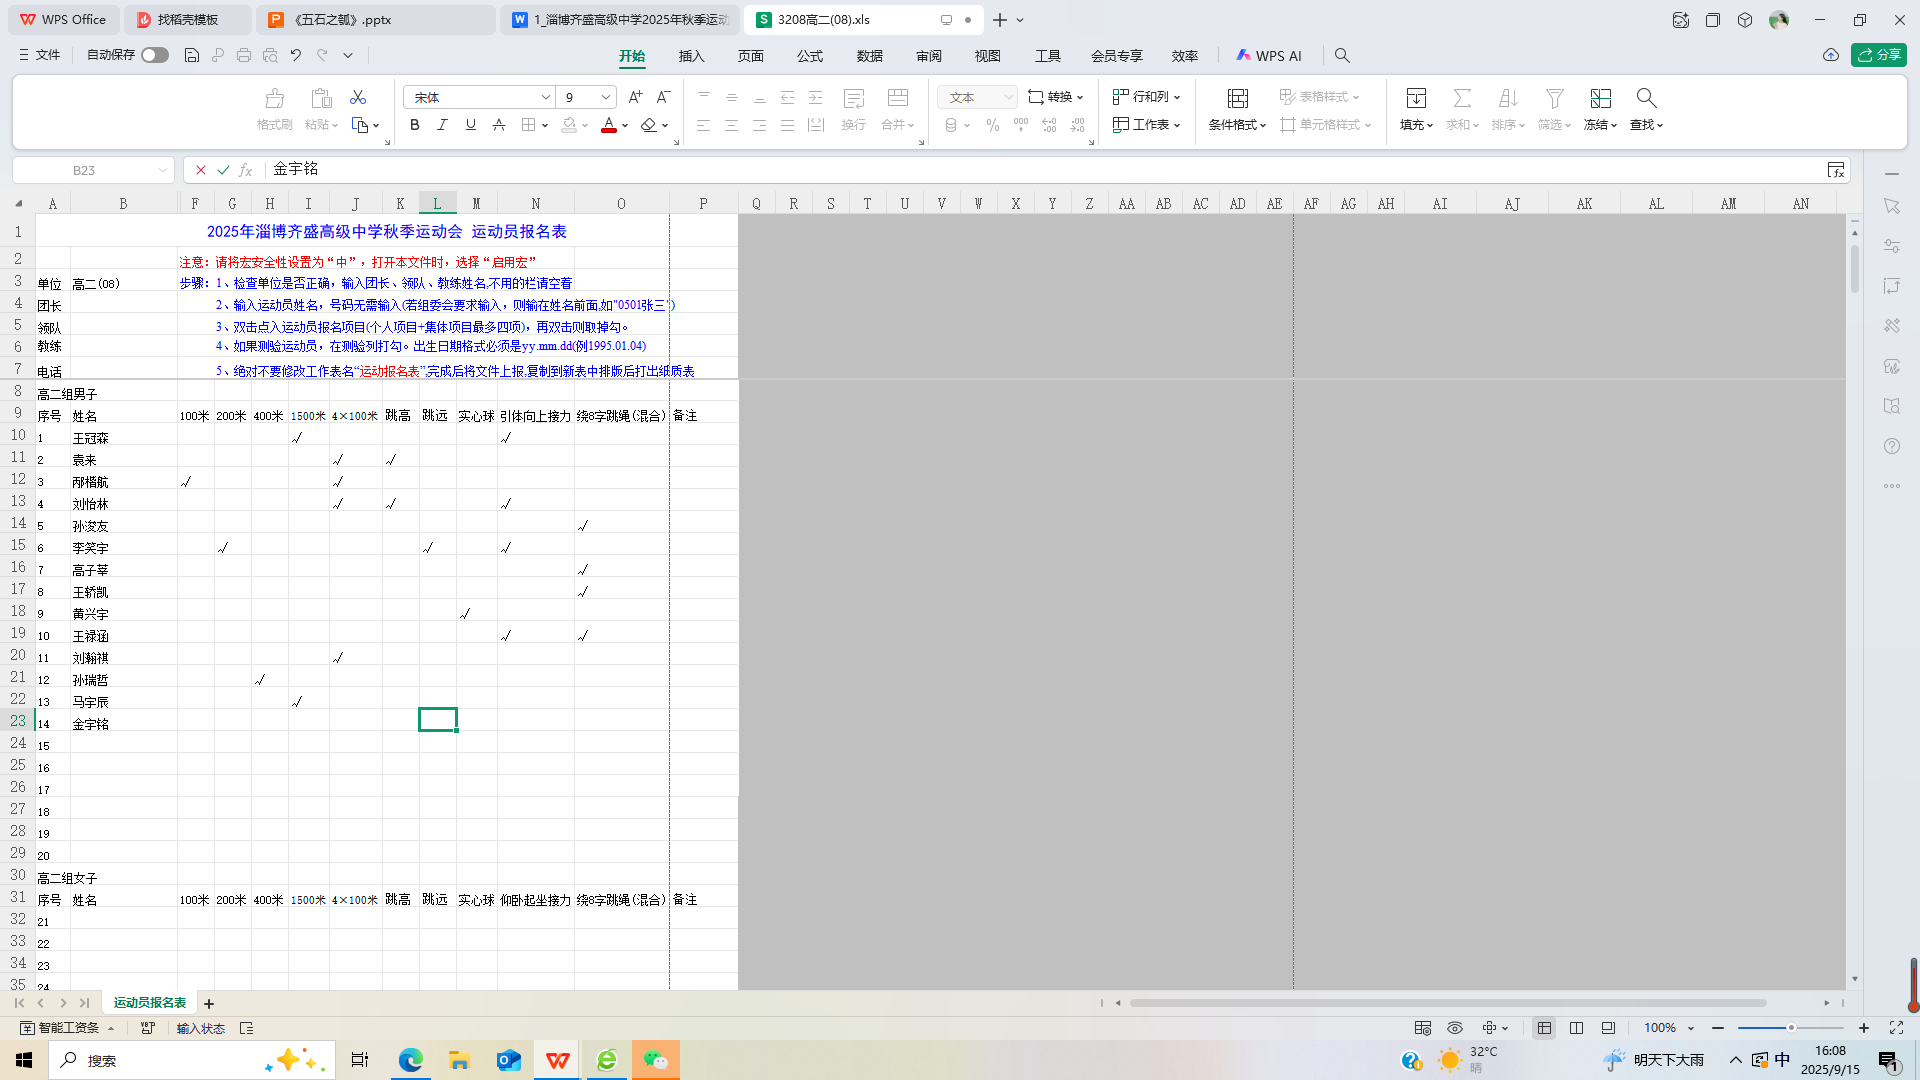 WPS Office
找稻壳模板
《五石之瓠》.pptx
1_淄博齐盛高级中学2025年秋季运动
3208高二(08).xls
文件
自动保存
开始
插入
页面
公式
数据
审阅
视图
工具
会员专享
效率
WPS AI
分享
格式刷
粘贴
宋体
9
换行
合并
文本
转换
行和列
工作表
条件格式
表格样式
单元格样式
填充
求和
排序
筛选
冻结
查找
B23
金宇铭
A B F G H I J K L M N O P Q R S T U V W X Y Z AA AB AC AD AE AF AG AH AI AJ AK AL AM AN
1 2025年淄博齐盛高级中学秋季运动会 运动员报名表
2 注意：请将宏安全性设置为“中”，打开本文件时，选择“启用宏”
3 单位 高二(08) 步骤：1、检查单位是否正确，输入团长、领队、教练姓名,不用的栏请空着
4 团长 2、输入运动员姓名，号码无需输入(若组委会要求输入，则输在姓名前面,如"0501张三")
5 领队 3、双击点入运动员报名项目(个人项目+集体项目最多四项)，再双击则取掉勾。
6 教练 4、如果测验运动员，在测验列打勾。出生日期格式必须是yy.mm.dd(例1995.01.04)
7 电话 5、绝对不要修改工作表名“运动报名表”,完成后将文件上报,复制到新表中排版后打出纸质表
8 高二组男子
9 序号 姓名 100米 200米 400米 1500米 4×100米 跳高 跳远 实心球 引体向上接力 绕8字跳绳(混合) 备注
10 1 王冠森 √ √
11 2 袁来 √ √
12 3 邴楷航 √ √
13 4 刘怡林 √ √ √
14 5 孙浚友 √
15 6 李笑宇 √ √ √
16 7 高子莘 √
17 8 王轿凯 √
18 9 黄兴宇 √
19 10 王禄涵 √ √
20 11 刘瀚祺 √
21 12 孙瑞哲 √
22 13 马宇辰 √
23 14 金宇铭
24 15
25 16
26 17
27 18
28 19
29 20
30 高二组女子
31 序号 姓名 100米 200米 400米 1500米 4×100米 跳高 跳远 实心球 仰卧起坐接力 绕8字跳绳(混合) 备注
32 21
33 22
34 23
35 24
运动员报名表
智能工资条
输入状态
100%
搜索
32°C
晴
明天下大雨
中
16:08
2025/9/15
1